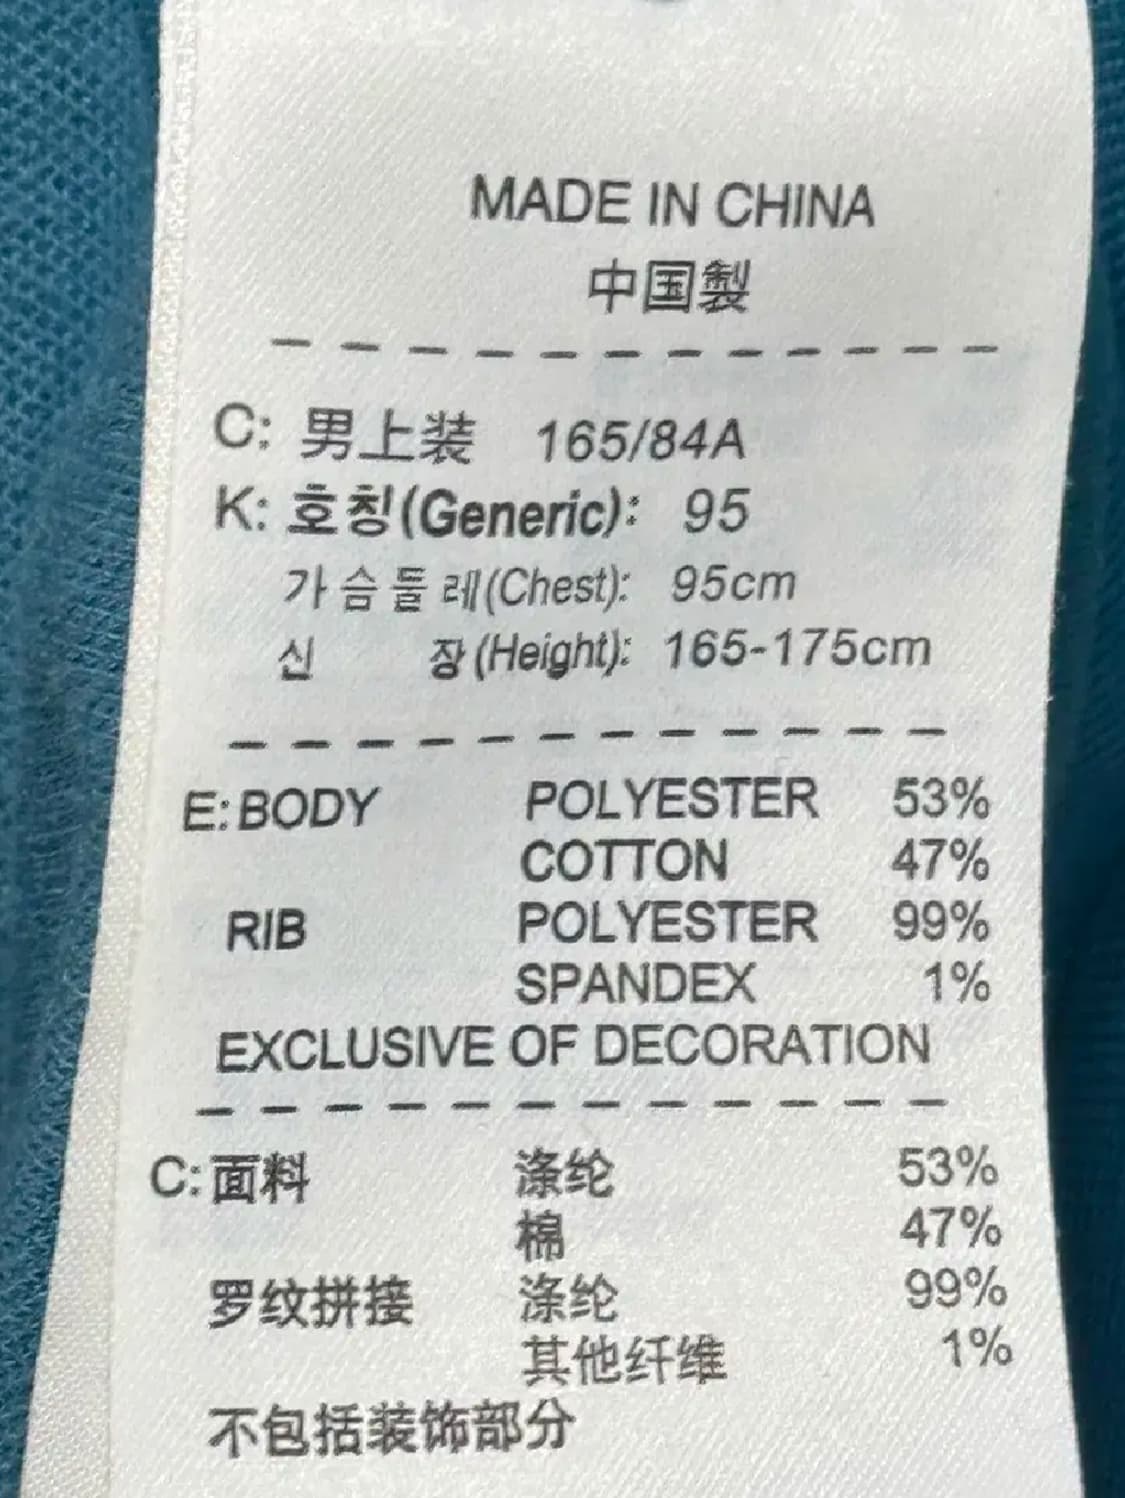 MADE IN CHINA
中国製
C: 男上装 165/84A
K: 호칭(Generic): 95
가슴둘레(Chest): 95cm
신 장(Height): 165-175cm
E: BODY POLYESTER 53%
COTTON 47%
RIB POLYESTER 99%
SPANDEX 1%
EXCLUSIVE OF DECORATION
C: 面料 涤纶 53%
棉 47%
罗纹拼接 涤纶 99%
其他纤维 1%
不包括装饰部分